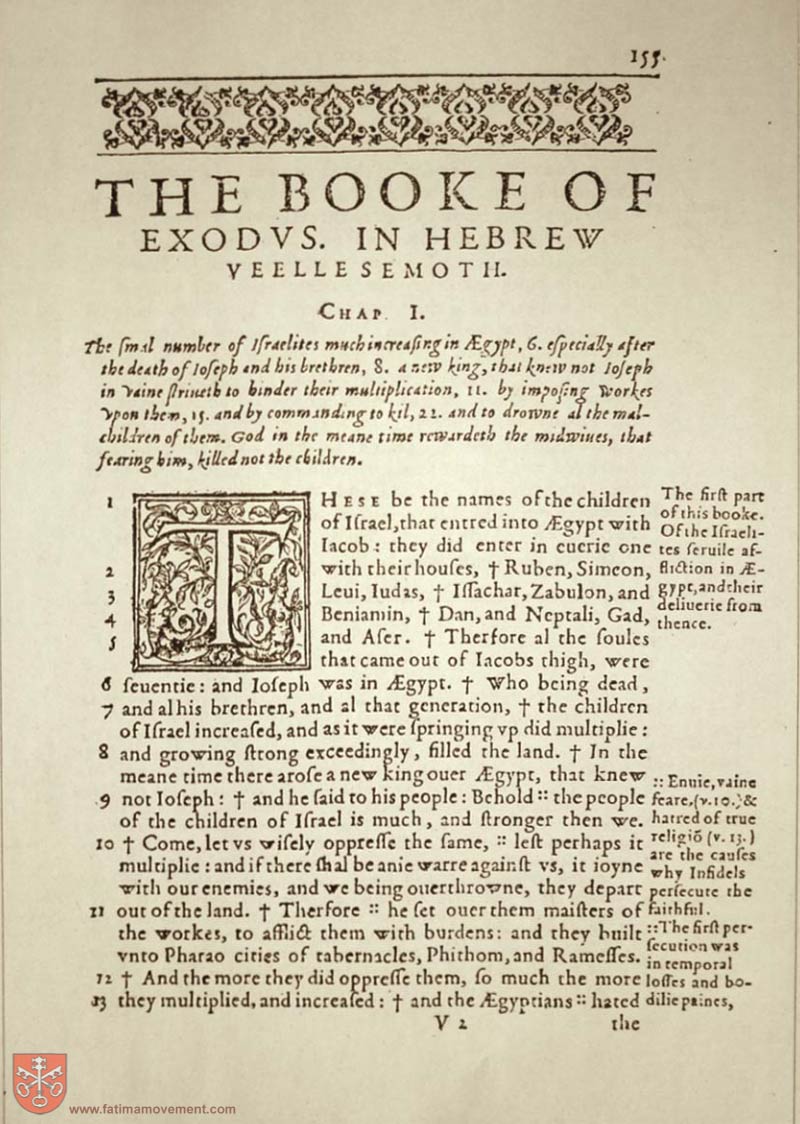 155.
THE BOOKE OF
EXODVS. IN HEBREW
VEELLE SEMOTH.
CHAP. I.
The ſmal number of Iſraelites much increaſing in Ægypt, 6. eſpecially after
the death of Ioſeph and his brethren, 8. a new king, that knew not Ioſeph
in vaine ſtriueth to hinder their multiplication, 11. by impoſing workes
vpon them, 15. and by commanding to kil, 22. and to drowne al the mal-
children of them. God in the meane time rewardeth the midwiues, that
fearing him, killed not the children.
1 THESE be the names of the children
of Iſrael, that entred into Ægypt with
Iacob: they did enter in euerie one
2 with their houſes, † Ruben, Simeon,
3 Leui, Iudas, † Iſſachar, Zabulon, and
4 Beniamin, † Dan, and Neptali, Gad,
5 and Aſer. † Therfore al the ſoules
that came out of Iacobs thigh, were
6 ſeuentie: and Ioſeph was in Ægypt. † Who being dead,
7 and al his brethren, and al that generation, † the children
of Iſrael increaſed, and as it were ſpringing vp did multiplie:
8 and growing ſtrong exceedingly, filled the land. † In the
meane time there aroſe a new king ouer Ægypt, that knew
9 not Ioſeph: † and he ſaid to his people: Behold :: the people
of the children of Iſrael is much, and ſtronger then we.
10 † Come, let vs wiſely oppreſſe the ſame, :: leſt perhaps it
multiplie: and if there ſhal be anie warre againſt vs, it ioyne
with our enemies, and we being ouerthrowne, they depart
11 out of the land. † Therfore :: he ſet ouer them maiſters of
the workes, to afflict them with burdens: and they built
vnto Pharao cities of tabernacles, Phithom, and Rameſſes.
12 † And the more they did oppreſſe them, ſo much the more
13 they multiplied, and increaſed: † and the Ægyptians :: hated
V 2 the
The firſt part
of this booke.
Of the Iſraeli-
tes ſeruile af-
fliction in Æ-
gypt, and their
deliuerie from
thence.
:: Enuie, vaine
feare, (v. 10.) &
hatred of true
religiō (v. 13.)
are the cauſes
why Infidels
perſecute the
faithful.
:: The firſt per-
ſecution was
in temporal
loſſes and bo-
dilie paines,
www.fatimamovement.com